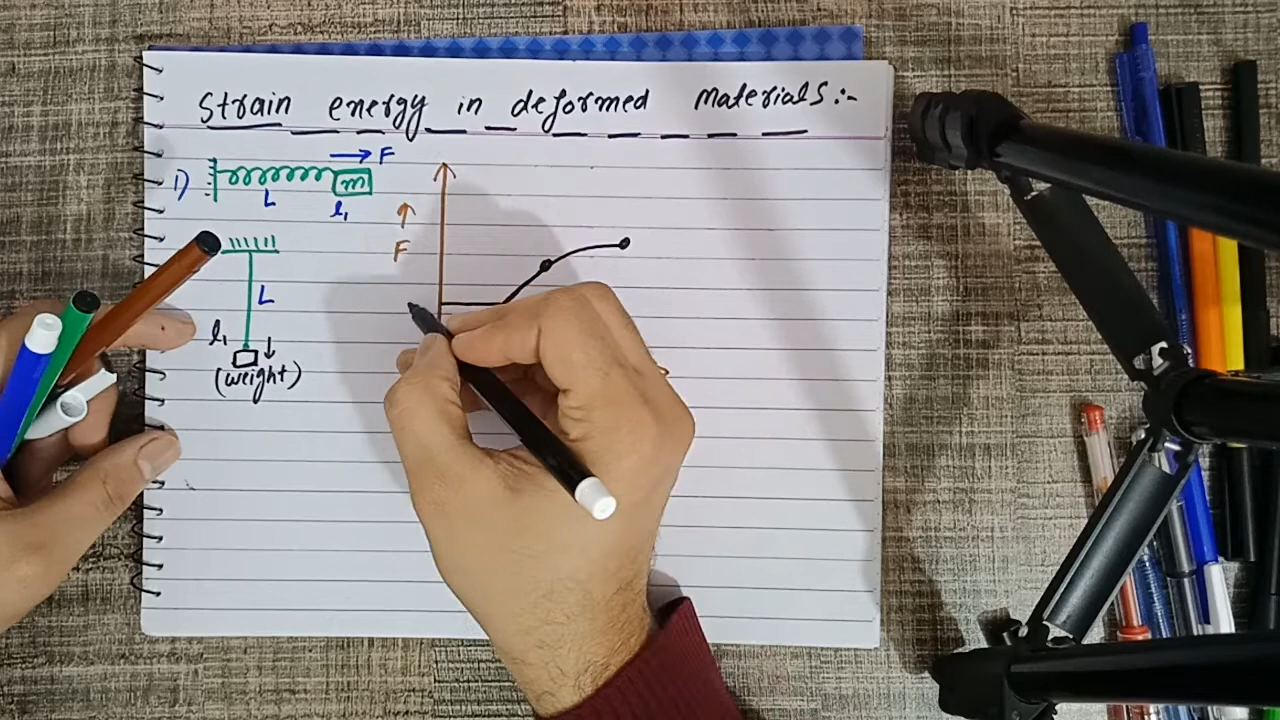 Strain energy in deformed materials:-
1)
F
m
L
l₁
F
L
l₁
(weight)